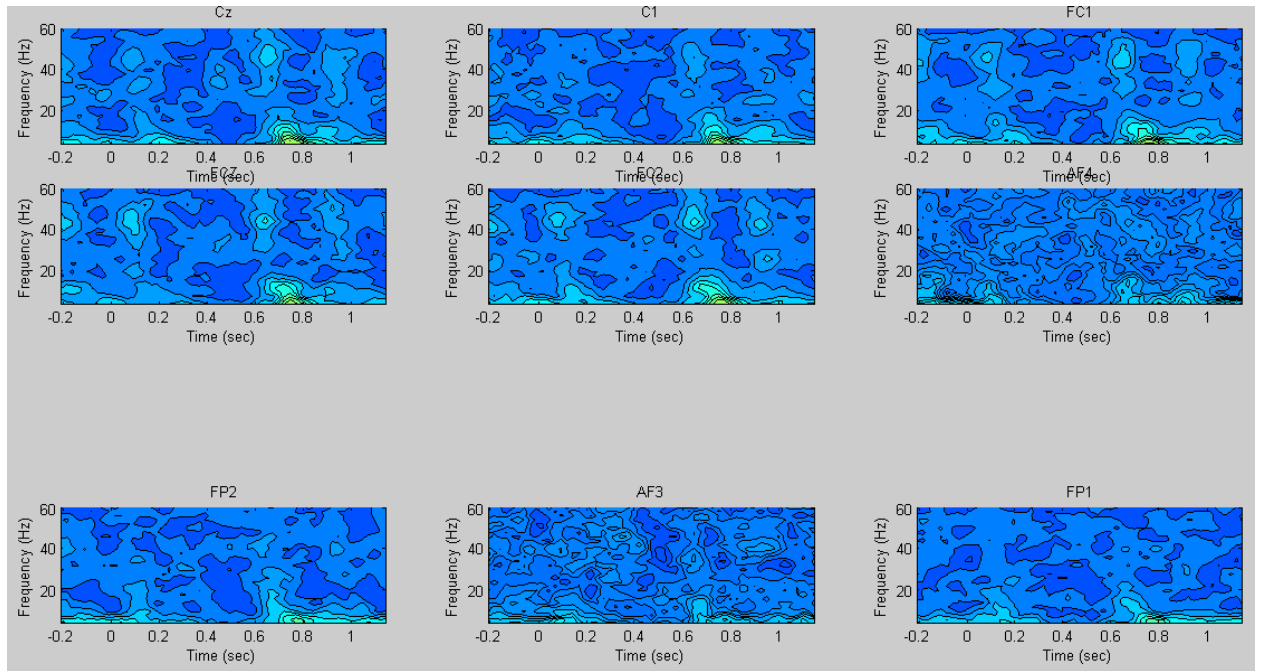 Cz C1 FC1
60 60 60
40 40 40
20 20 20
Frequency (Hz) Frequency (Hz) Frequency (Hz)
-0.2 0 0.2 0.4 0.6 0.8 1 -0.2 0 0.2 0.4 0.6 0.8 1 -0.2 0 0.2 0.4 0.6 0.8 1
Time (sec) Time (sec) Time (sec)
FCZ FC2 AF4
60 60 60
40 40 40
20 20 20
Frequency (Hz) Frequency (Hz) Frequency (Hz)
-0.2 0 0.2 0.4 0.6 0.8 1 -0.2 0 0.2 0.4 0.6 0.8 1 -0.2 0 0.2 0.4 0.6 0.8 1
Time (sec) Time (sec) Time (sec)
FP2 AF3 FP1
60 60 60
40 40 40
20 20 20
Frequency (Hz) Frequency (Hz) Frequency (Hz)
-0.2 0 0.2 0.4 0.6 0.8 1 -0.2 0 0.2 0.4 0.6 0.8 1 -0.2 0 0.2 0.4 0.6 0.8 1
Time (sec) Time (sec) Time (sec)